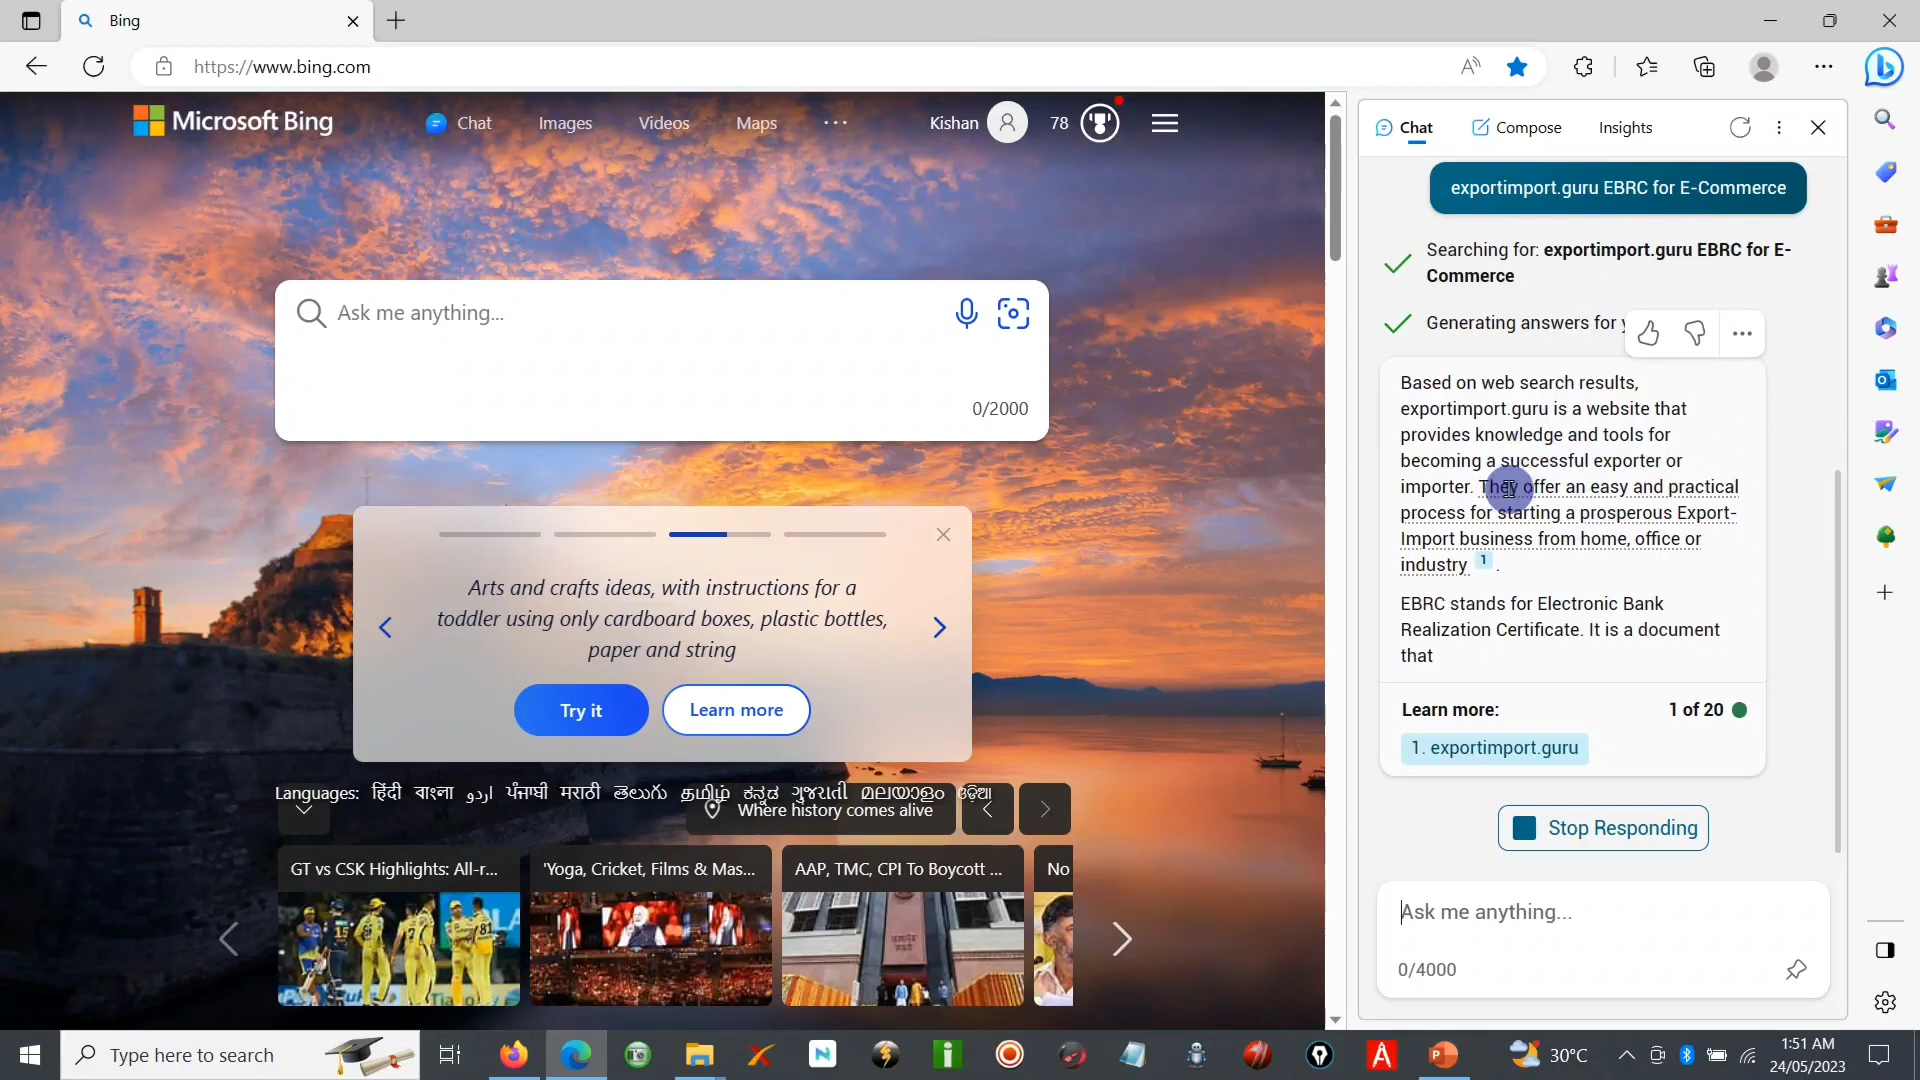 Bing
https://www.bing.com
Microsoft Bing
Chat
Images
Videos
Maps
Kishan
78
Ask me anything...
0/2000
Arts and crafts ideas, with instructions for a
toddler using only cardboard boxes, plastic bottles,
paper and string
Try it
Learn more
Languages: हिंदी বাংলা اردو ਪੰਜਾਬੀ मराठी తెలుగు தமிழ் ಕನ್ನಡ ગુજરાતી മലയാളം ଓଡ଼ିଆ
Where history comes alive
GT vs CSK Highlights: All-r...
'Yoga, Cricket, Films & Mas...
AAP, TMC, CPI To Boycott ...
No
Chat
Compose
Insights
exportimport.guru EBRC for E-Commerce
Searching for: exportimport.guru EBRC for E-
Commerce
Generating answers for
Based on web search results,
exportimport.guru is a website that
provides knowledge and tools for
becoming a successful exporter or
importer. They offer an easy and practical
process for starting a prosperous Export-
Import business from home, office or
industry 1 .
EBRC stands for Electronic Bank
Realization Certificate. It is a document
that
Learn more:
1 of 20
1. exportimport.guru
Stop Responding
Ask me anything...
0/4000
Type here to search
30°C
1:51 AM
24/05/2023